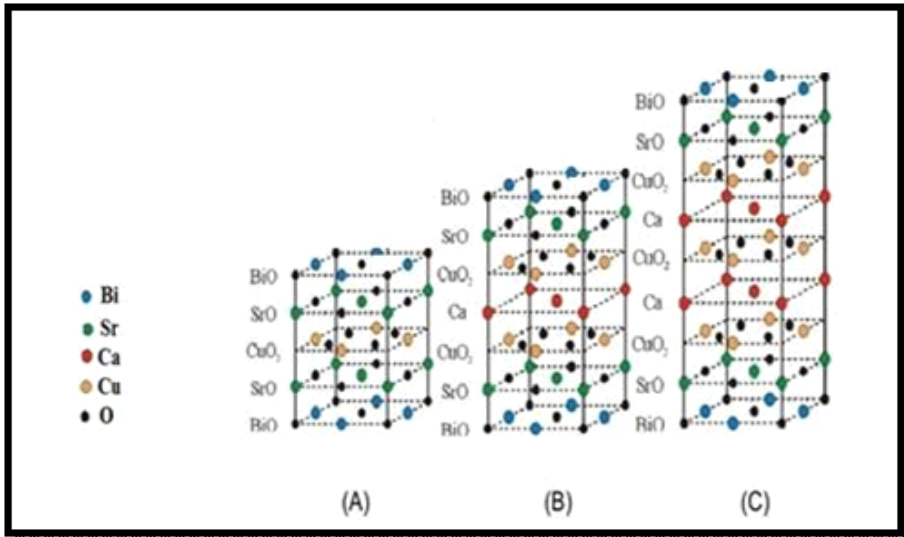 Bi
Sr
Ca
Cu
O
BiO
SrO
CuO₂
SrO
BiO
(A)
BiO
SrO
CuO₂
Ca
CuO₂
SrO
BiO
(B)
BiO
SrO
CuO₂
Ca
CuO₂
Ca
CuO₂
SrO
BiO
(C)